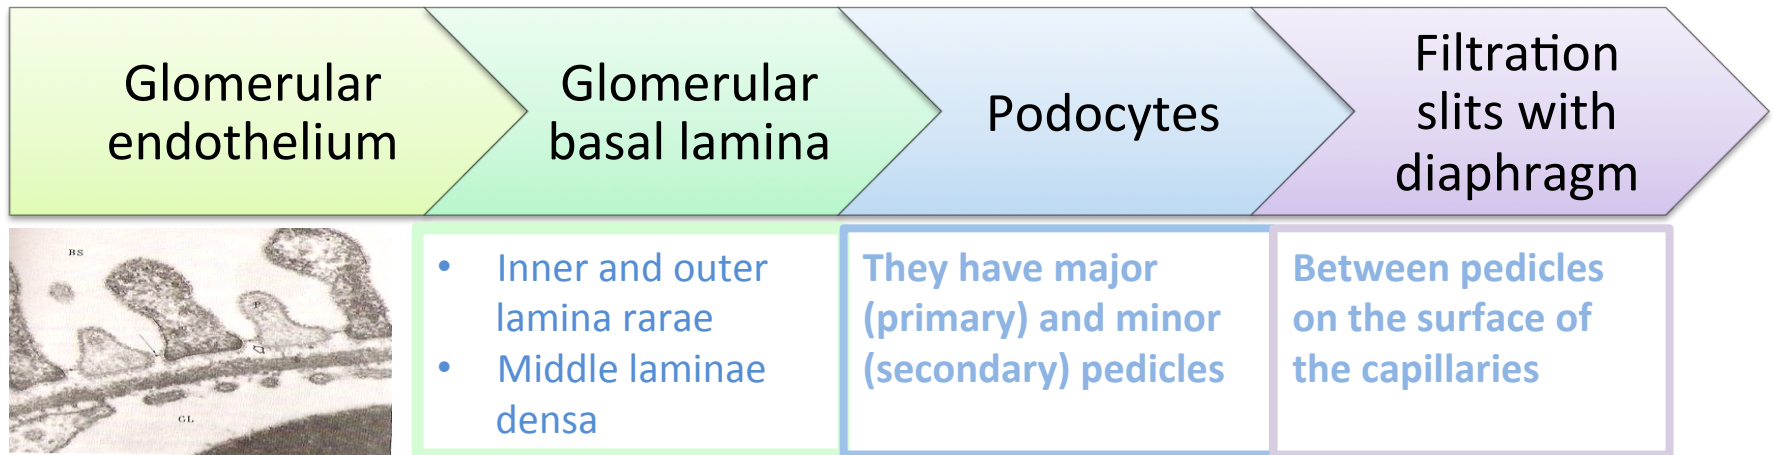 Glomerular
endothelium
Glomerular
basal lamina
Podocytes
Filtration
slits with
diaphragm
BS
P
GL
• Inner and outer
lamina rarae
• Middle laminae
densa
They have major
(primary) and minor
(secondary) pedicles
Between pedicles
on the surface of
the capillaries